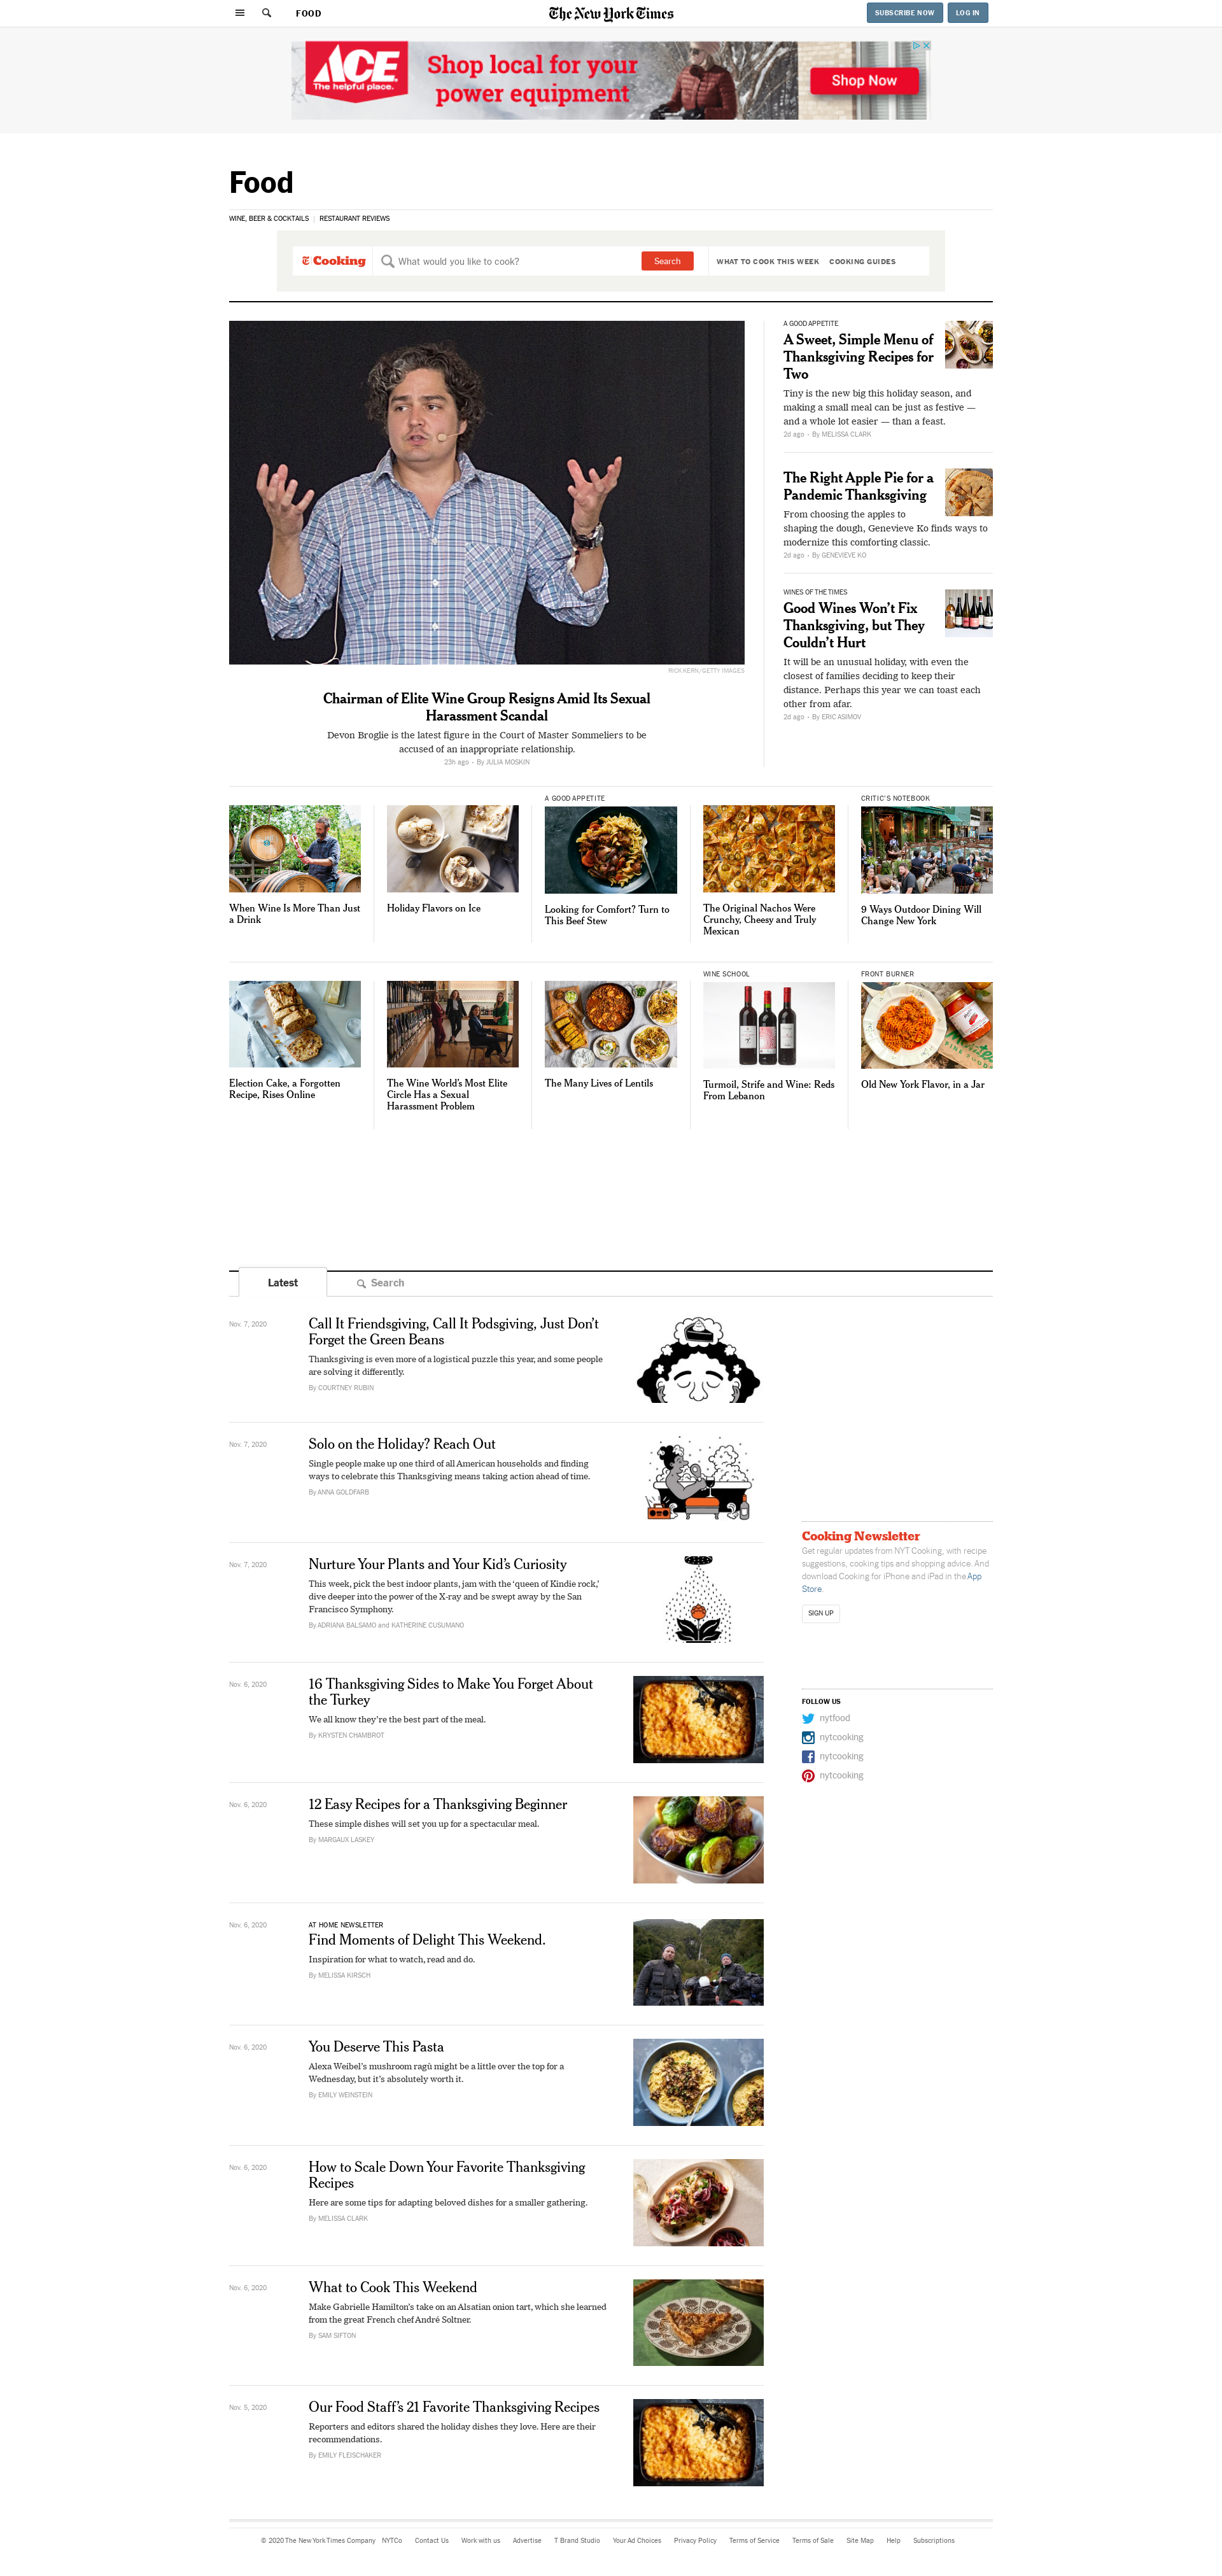 FOOD
The New York Times
SUBSCRIBE NOW
LOG IN
ACE
The helpful place.
Shop local for your
power equipment
Shop Now
Food
WINE, BEER & COCKTAILS | RESTAURANT REVIEWS
T Cooking
What would you like to cook?
Search
WHAT TO COOK THIS WEEK
COOKING GUIDES
RICK KERN/GETTY IMAGES
Chairman of Elite Wine Group Resigns Amid Its Sexual
Harassment Scandal
Devon Broglie is the latest figure in the Court of Master Sommeliers to be
accused of an inappropriate relationship.
23h ago • By JULIA MOSKIN
A GOOD APPETITE
A Sweet, Simple Menu of
Thanksgiving Recipes for
Two
Tiny is the new big this holiday season, and
making a small meal can be just as festive —
and a whole lot easier — than a feast.
2d ago • By MELISSA CLARK
The Right Apple Pie for a
Pandemic Thanksgiving
From choosing the apples to
shaping the dough, Genevieve Ko finds ways to
modernize this comforting classic.
2d ago • By GENEVIEVE KO
WINES OF THE TIMES
Good Wines Won’t Fix
Thanksgiving, but They
Couldn’t Hurt
It will be an unusual holiday, with even the
closest of families deciding to keep their
distance. Perhaps this year we can toast each
other from afar.
2d ago • By ERIC ASIMOV
When Wine Is More Than Just
a Drink
Holiday Flavors on Ice
A GOOD APPETITE
Looking for Comfort? Turn to
This Beef Stew
The Original Nachos Were
Crunchy, Cheesy and Truly
Mexican
CRITIC'S NOTEBOOK
9 Ways Outdoor Dining Will
Change New York
Election Cake, a Forgotten
Recipe, Rises Online
The Wine World’s Most Elite
Circle Has a Sexual
Harassment Problem
The Many Lives of Lentils
WINE SCHOOL
Turmoil, Strife and Wine: Reds
From Lebanon
FRONT BURNER
Old New York Flavor, in a Jar
Latest
Search
Nov. 7, 2020
Call It Friendsgiving, Call It Podsgiving, Just Don’t
Forget the Green Beans
Thanksgiving is even more of a logistical puzzle this year, and some people
are solving it differently.
By COURTNEY RUBIN
Nov. 7, 2020
Solo on the Holiday? Reach Out
Single people make up one third of all American households and finding
ways to celebrate this Thanksgiving means taking action ahead of time.
By ANNA GOLDFARB
Nov. 7, 2020
Nurture Your Plants and Your Kid’s Curiosity
This week, pick the best indoor plants, jam with the ‘queen of Kindie rock,’
dive deeper into the power of the X-ray and be swept away by the San
Francisco Symphony.
By ADRIANA BALSAMO and KATHERINE CUSUMANO
Nov. 6, 2020
16 Thanksgiving Sides to Make You Forget About
the Turkey
We all know they’re the best part of the meal.
By KRYSTEN CHAMBROT
Nov. 6, 2020
12 Easy Recipes for a Thanksgiving Beginner
These simple dishes will set you up for a spectacular meal.
By MARGAUX LASKEY
Nov. 6, 2020
AT HOME NEWSLETTER
Find Moments of Delight This Weekend.
Inspiration for what to watch, read and do.
By MELISSA KIRSCH
Nov. 6, 2020
You Deserve This Pasta
Alexa Weibel’s mushroom ragù might be a little over the top for a
Wednesday, but it’s absolutely worth it.
By EMILY WEINSTEIN
Nov. 6, 2020
How to Scale Down Your Favorite Thanksgiving
Recipes
Here are some tips for adapting beloved dishes for a smaller gathering.
By MELISSA CLARK
Nov. 6, 2020
What to Cook This Weekend
Make Gabrielle Hamilton’s take on an Alsatian onion tart, which she learned
from the great French chef André Soltner.
By SAM SIFTON
Nov. 5, 2020
Our Food Staff’s 21 Favorite Thanksgiving Recipes
Reporters and editors shared the holiday dishes they love. Here are their
recommendations.
By EMILY FLEISCHAKER
Cooking Newsletter
Get regular updates from NYT Cooking, with recipe
suggestions, cooking tips and shopping advice. And
download Cooking for iPhone and iPad in the App
Store.
SIGN UP
FOLLOW US
nytfood
nytcooking
nytcooking
nytcooking
© 2020 The New York Times Company NYTCo Contact Us Work with us Advertise T Brand Studio Your Ad Choices Privacy Policy Terms of Service Terms of Sale Site Map Help Subscriptions